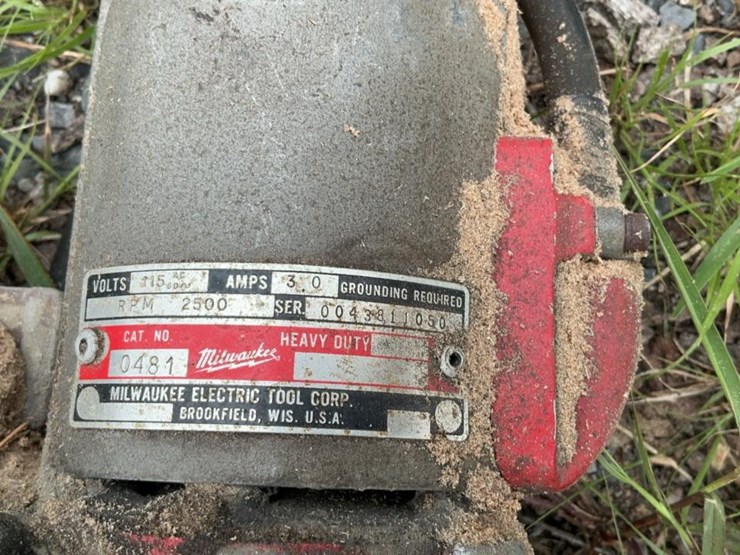 VOLTS 115 AC AMPS 3.0 GROUNDING REQUIRED
RPM 2500 SER. 0043811050
CAT. NO. HEAVY DUTY
0481 Milwaukee
MILWAUKEE ELECTRIC TOOL CORP.
BROOKFIELD, WIS. U.S.A.